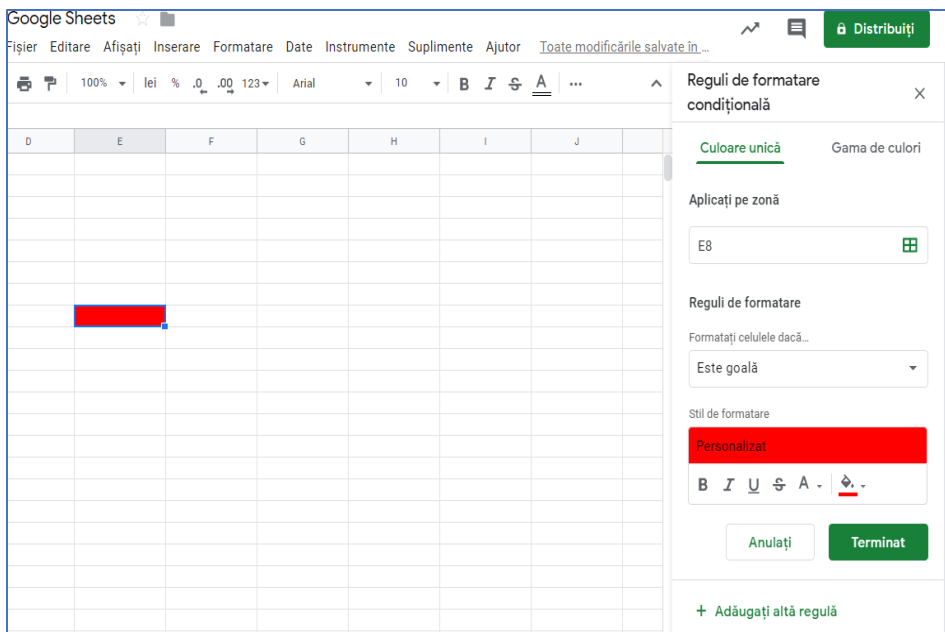 Google Sheets
Fișier Editare Afișați Inserare Formatare Date Instrumente Suplimente Ajutor Toate modificările salvate în ...
Distribuiți
100% lei % .0 .00 123 Arial 10 B I S A ...
D E F G H I J
Reguli de formatare
condițională
Culoare unică Gama de culori
Aplicați pe zonă
E8
Reguli de formatare
Formatați celulele dacă...
Este goală
Stil de formatare
Personalizat
B I U S A
Anulați Terminat
+ Adăugați altă regulă